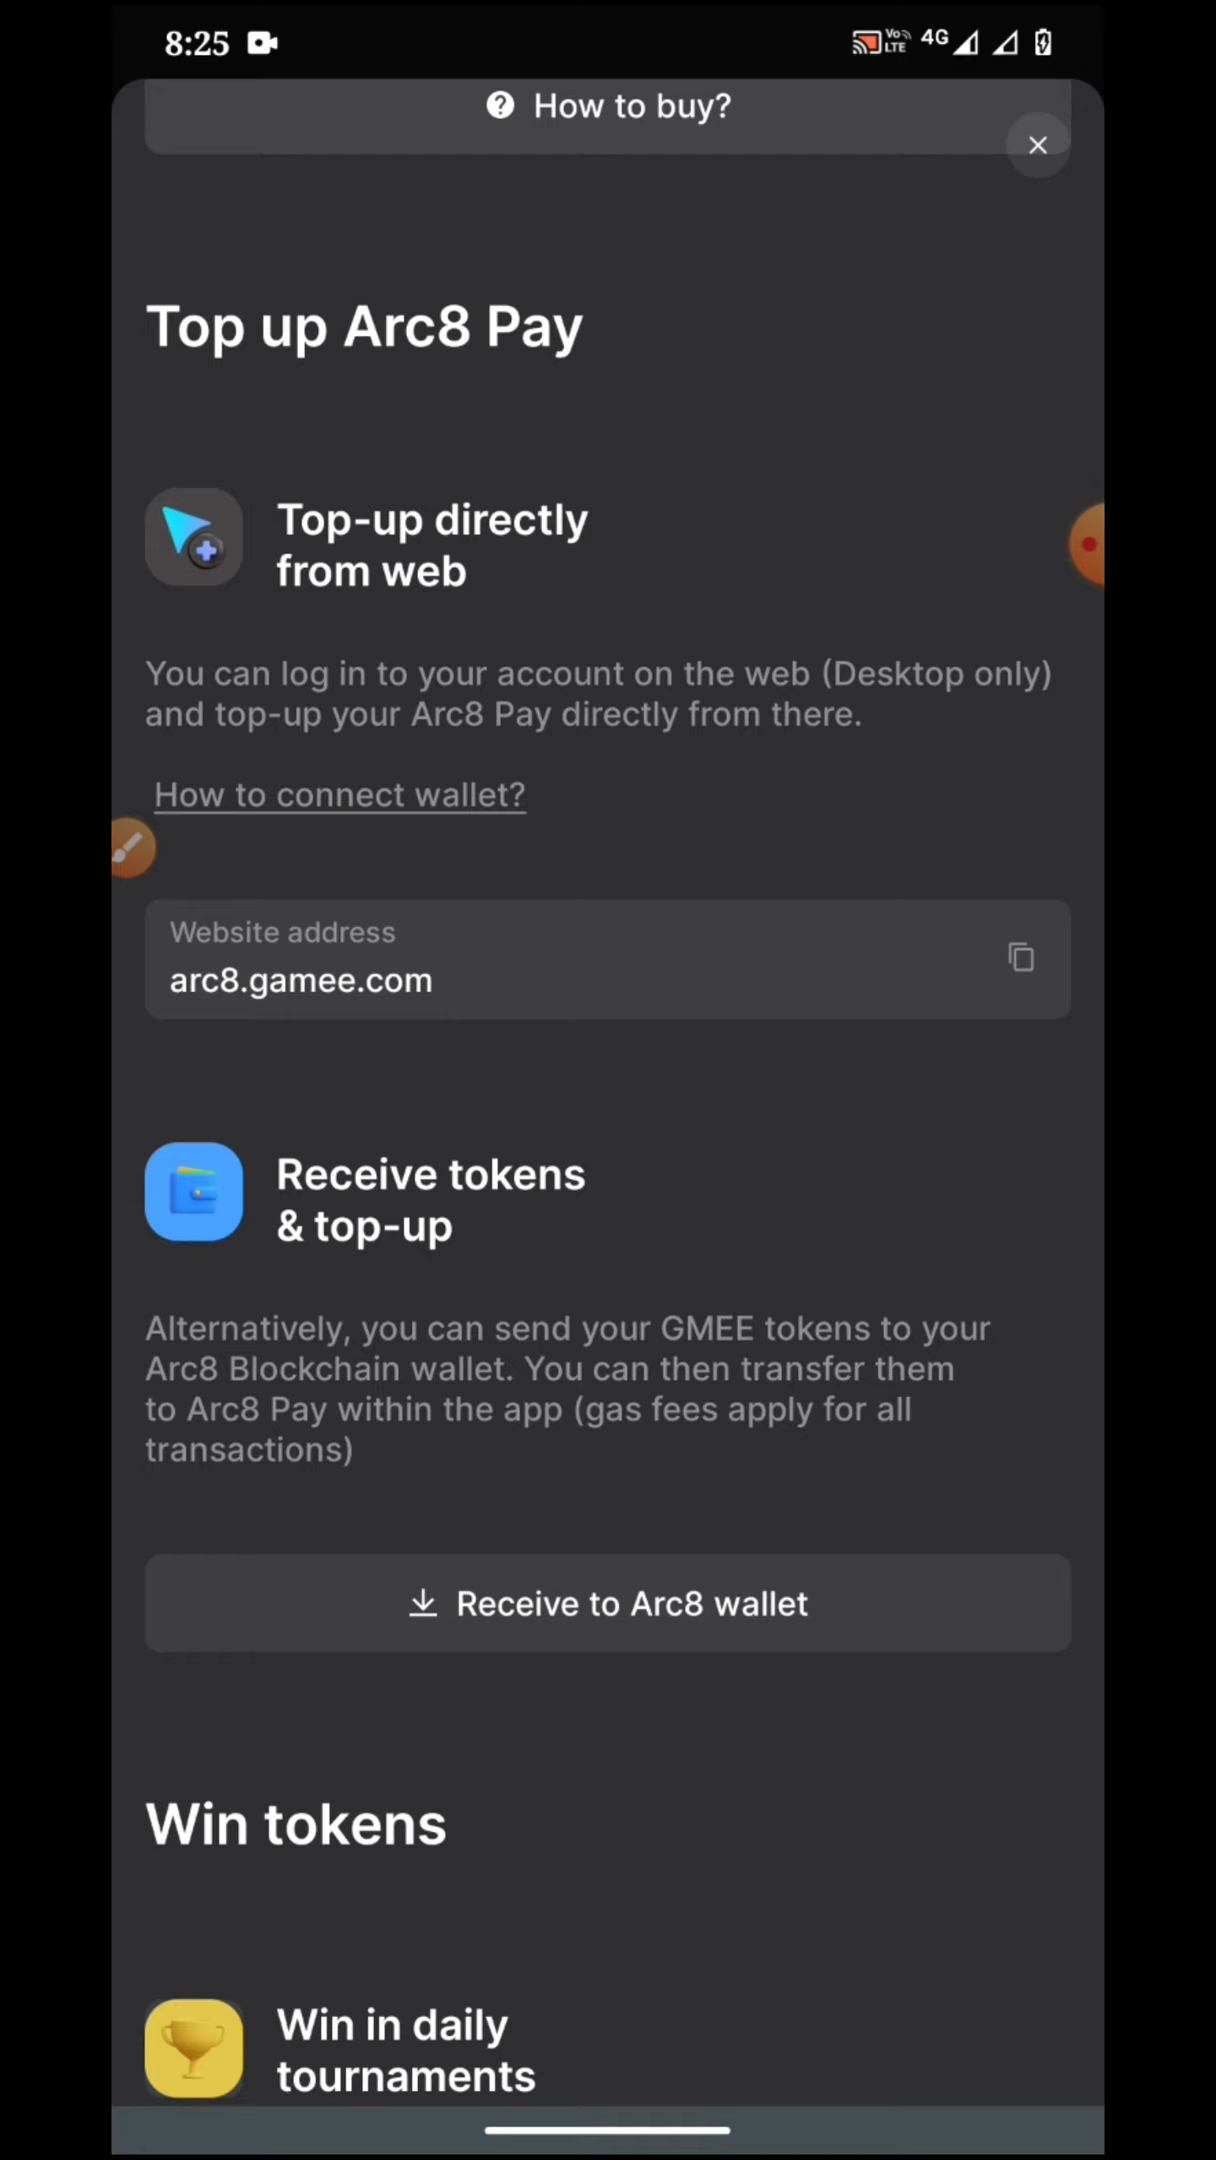 8:25
Vo LTE 4G
How to buy?
Top up Arc8 Pay
Top-up directly
from web
You can log in to your account on the web (Desktop only)
and top-up your Arc8 Pay directly from there.
How to connect wallet?
Website address
arc8.gamee.com
Receive tokens
& top-up
Alternatively, you can send your GMEE tokens to your
Arc8 Blockchain wallet. You can then transfer them
to Arc8 Pay within the app (gas fees apply for all
transactions)
Receive to Arc8 wallet
Win tokens
Win in daily
tournaments